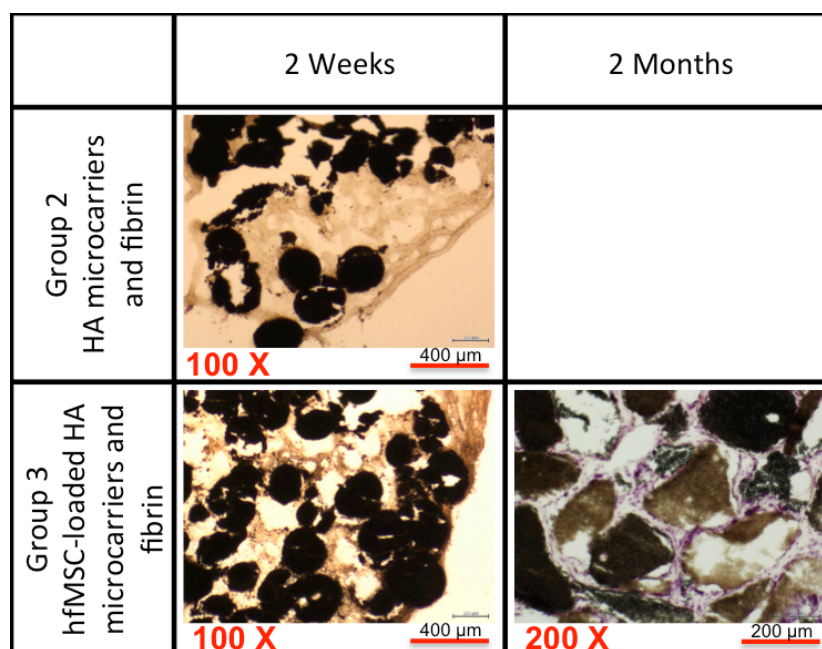 2 Weeks
2 Months
Group 2
HA microcarriers
and fibrin
100 X
400 µm
Group 3
hfMSC-loaded HA
microcarriers and
fibrin
100 X
400 µm
200 X
200 µm